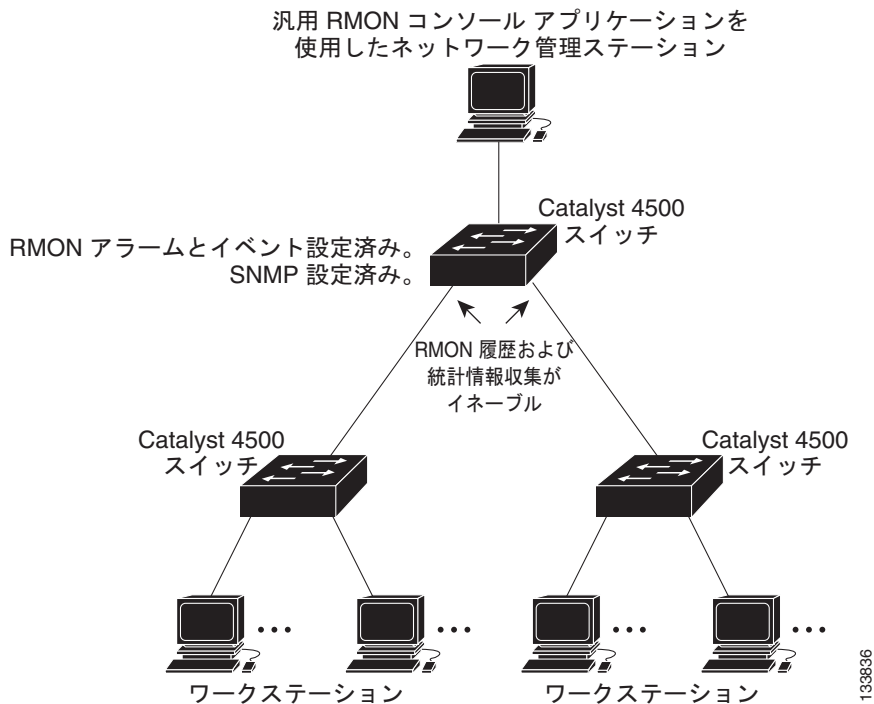 汎用 RMON コンソール アプリケーションを
使用したネットワーク管理ステーション
Catalyst 4500
スイッチ
RMON アラームとイベント設定済み。
SNMP 設定済み。
RMON 履歴および
統計情報収集が
イネーブル
Catalyst 4500
スイッチ
Catalyst 4500
スイッチ
ワークステーション
ワークステーション
133836